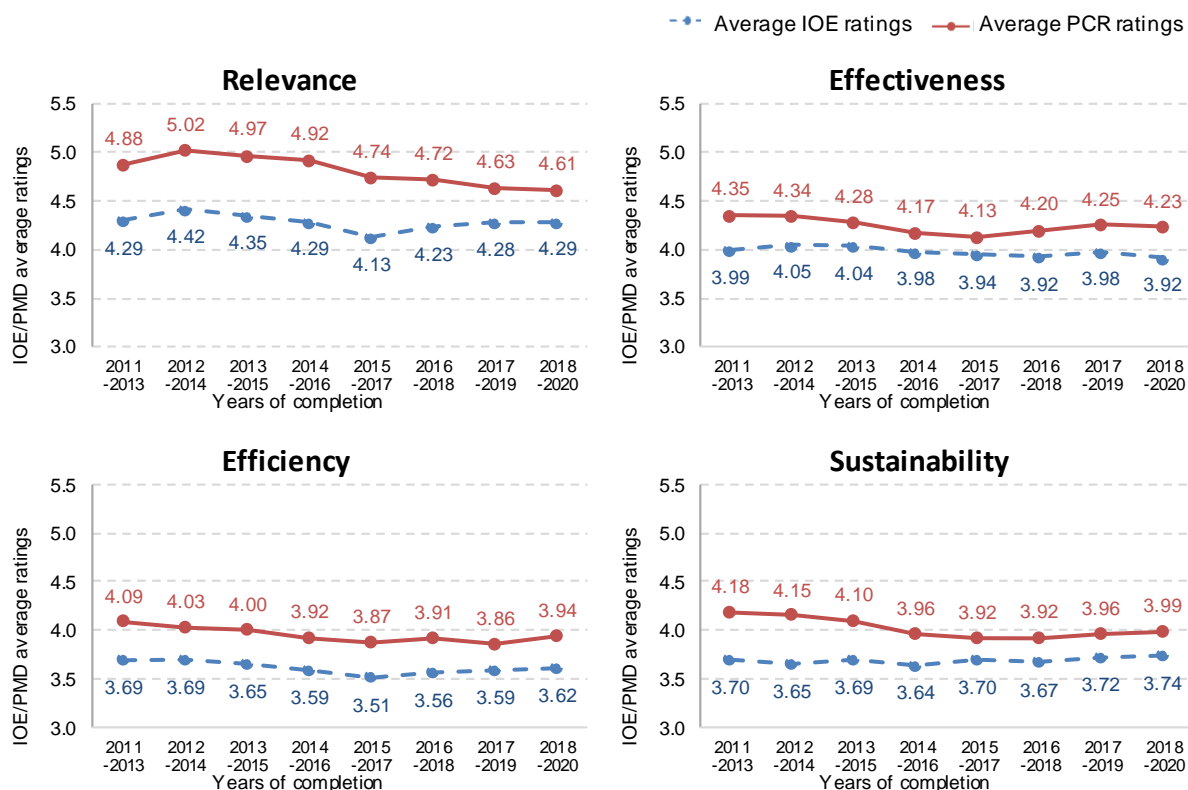 Average IOE ratings Average PCR ratings
Relevance
IOE/PMD av erage ratings
5.5
5.0
4.5
4.0
3.5
3.0
4.88 5.02 4.97 4.92 4.74 4.72 4.63 4.61
4.29 4.42 4.35 4.29 4.13 4.23 4.28 4.29
2011 2012 2013 2014 2015 2016 2017 2018
-2013 -2014 -2015 -2016 -2017 -2018 -2019 -2020
Years of completion
Effectiveness
IOE/PMD av erage ratings
5.5
5.0
4.5
4.0
3.5
3.0
4.35 4.34 4.28 4.17 4.13 4.20 4.25 4.23
3.99 4.05 4.04 3.98 3.94 3.92 3.98 3.92
2011 2012 2013 2014 2015 2016 2017 2018
-2013 -2014 -2015 -2016 -2017 -2018 -2019 -2020
Years of completion
Efficiency
IOE/PMD average ratings
5.5
5.0
4.5
4.0
3.5
3.0
4.09 4.03 4.00 3.92 3.87 3.91 3.86 3.94
3.69 3.69 3.65 3.59 3.51 3.56 3.59 3.62
2011 2012 2013 2014 2015 2016 2017 2018
-2013 -2014 -2015 -2016 -2017 -2018 -2019 -2020
Years of completion
Sustainability
IOE/PMD average ratings
5.5
5.0
4.5
4.0
3.5
3.0
4.18 4.15 4.10 3.96 3.92 3.92 3.96 3.99
3.70 3.65 3.69 3.64 3.70 3.67 3.72 3.74
2011 2012 2013 2014 2015 2016 2017 2018
-2013 -2014 -2015 -2016 -2017 -2018 -2019 -2020
Years of completion